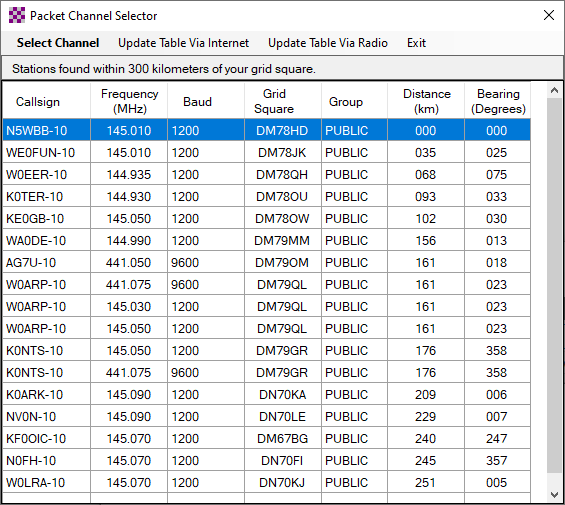 Packet Channel Selector
Select Channel Update Table Via Internet Update Table Via Radio Exit
Stations found within 300 kilometers of your grid square.
Callsign Frequency (MHz) Baud Grid Square Group Distance (km) Bearing (Degrees)
N5WBB-10 145.010 1200 DM78HD PUBLIC 000 000
WE0FUN-10 145.010 1200 DM78JK PUBLIC 035 025
W0EER-10 144.935 1200 DM78QH PUBLIC 068 075
K0TER-10 144.930 1200 DM78OU PUBLIC 093 033
KE0GB-10 145.050 1200 DM78OW PUBLIC 102 030
WA0DE-10 144.990 1200 DM79MM PUBLIC 156 013
AG7U-10 441.050 9600 DM79OM PUBLIC 161 018
W0ARP-10 441.075 9600 DM79QL PUBLIC 161 023
W0ARP-10 145.030 1200 DM79QL PUBLIC 161 023
W0ARP-10 145.050 1200 DM79QL PUBLIC 161 023
K0NTS-10 145.050 1200 DM79GR PUBLIC 176 358
K0NTS-10 441.075 9600 DM79GR PUBLIC 176 358
K0ARK-10 145.090 1200 DN70KA PUBLIC 209 006
NV0N-10 145.090 1200 DN70LE PUBLIC 229 007
KF0OIC-10 145.070 1200 DM67BG PUBLIC 240 247
N0FH-10 145.070 1200 DN70FI PUBLIC 245 357
W0LRA-10 145.070 1200 DN70KJ PUBLIC 251 005